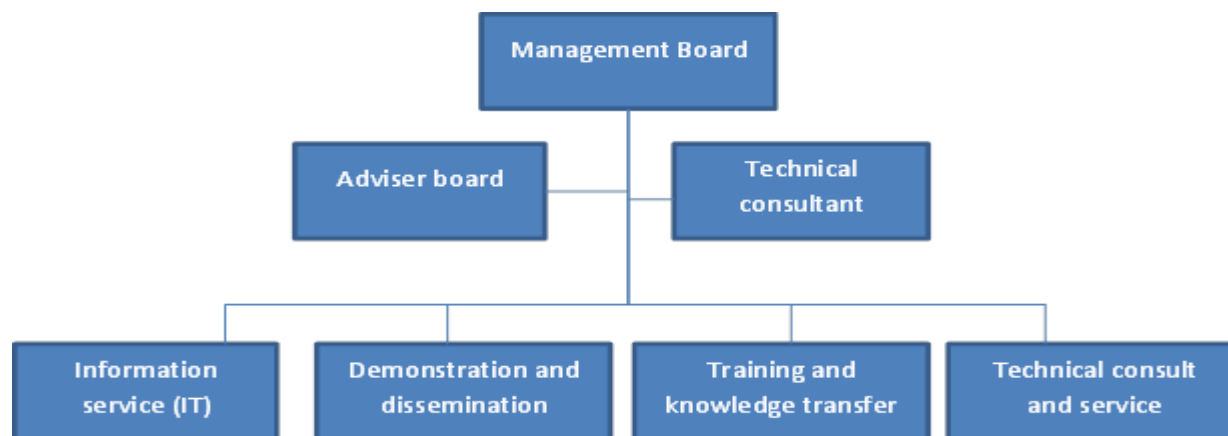 Management Board
Adviser board
Technical
consultant
Information
service (IT)
Demonstration and
dissemination
Training and
knowledge transfer
Technical consult
and service